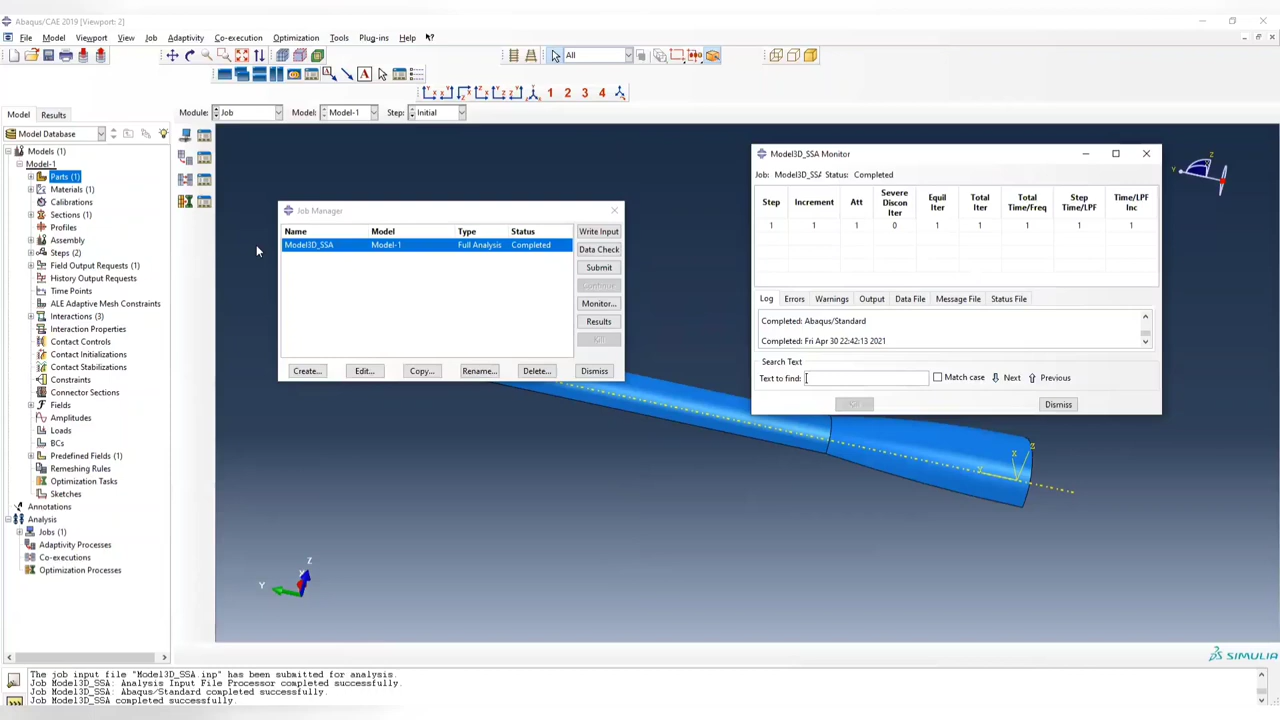 Abaqus/CAE 2019 [Viewport: 2]
File Model Viewport View Job Adaptivity Co-execution Optimization Tools Plug-ins Help
All
A
1 2 3 4
Model Results
Module: Job Model: Model-1 Step: Initial
Model Database
Models (1)
Model-1
Parts (1)
Materials (1)
Calibrations
Sections (1)
Profiles
Assembly
Steps (2)
Field Output Requests (1)
History Output Requests
Time Points
ALE Adaptive Mesh Constraints
Interactions (3)
Interaction Properties
Contact Controls
Contact Initializations
Contact Stabilizations
Constraints
Connector Sections
Fields
Amplitudes
Loads
BCs
Predefined Fields (1)
Remeshing Rules
Optimization Tasks
Sketches
Annotations
Analysis
Jobs (1)
Adaptivity Processes
Co-executions
Optimization Processes
Job Manager
Name Model Type Status
Model3D_SSA Model-1 Full Analysis Completed
Write Input
Data Check
Submit
Continue
Monitor...
Results
Kill
Create... Edit... Copy... Rename... Delete... Dismiss
Model3D_SSA Monitor
Job: Model3D_SSA Status: Completed
Step Increment Att Severe Discon Iter Equil Iter Total Iter Total Time/Freq Step Time/LPF Time/LPF Inc
1 1 1 0 1 1 1 1 1
Log Errors Warnings Output Data File Message File Status File
Completed: Abaqus/Standard
Completed: Fri Apr 30 22:42:13 2021
Search Text
Text to find: Match case Next Previous
Kill Dismiss
Z
Y
z
x
y
Z
Y
SIMULIA
The job input file "Model3D_SSA.inp" has been submitted for analysis.
Job Model3D_SSA: Analysis Input File Processor completed successfully.
Job Model3D_SSA: Abaqus/Standard completed successfully.
Job Model3D_SSA completed successfully.